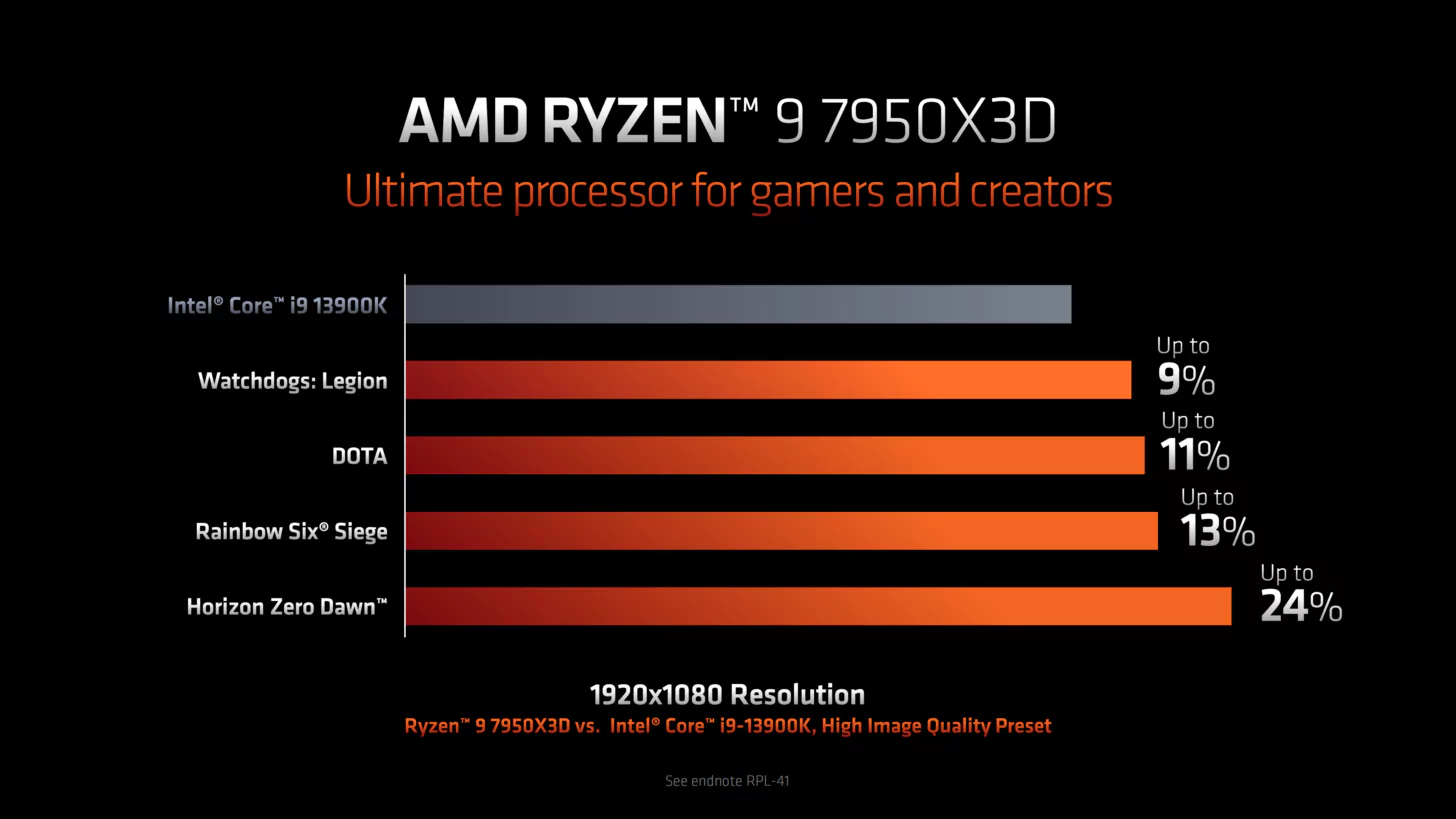 AMD RYZEN™ 9 7950X3D
Ultimate processor for gamers and creators
Intel® Core™ i9 13900K
Watchdogs: Legion
Up to
9%
DOTA
Up to
11%
Rainbow Six® Siege
Up to
13%
Horizon Zero Dawn™
Up to
24%
1920x1080 Resolution
Ryzen™ 9 7950X3D vs. Intel® Core™ i9-13900K, High Image Quality Preset
See endnote RPL-41